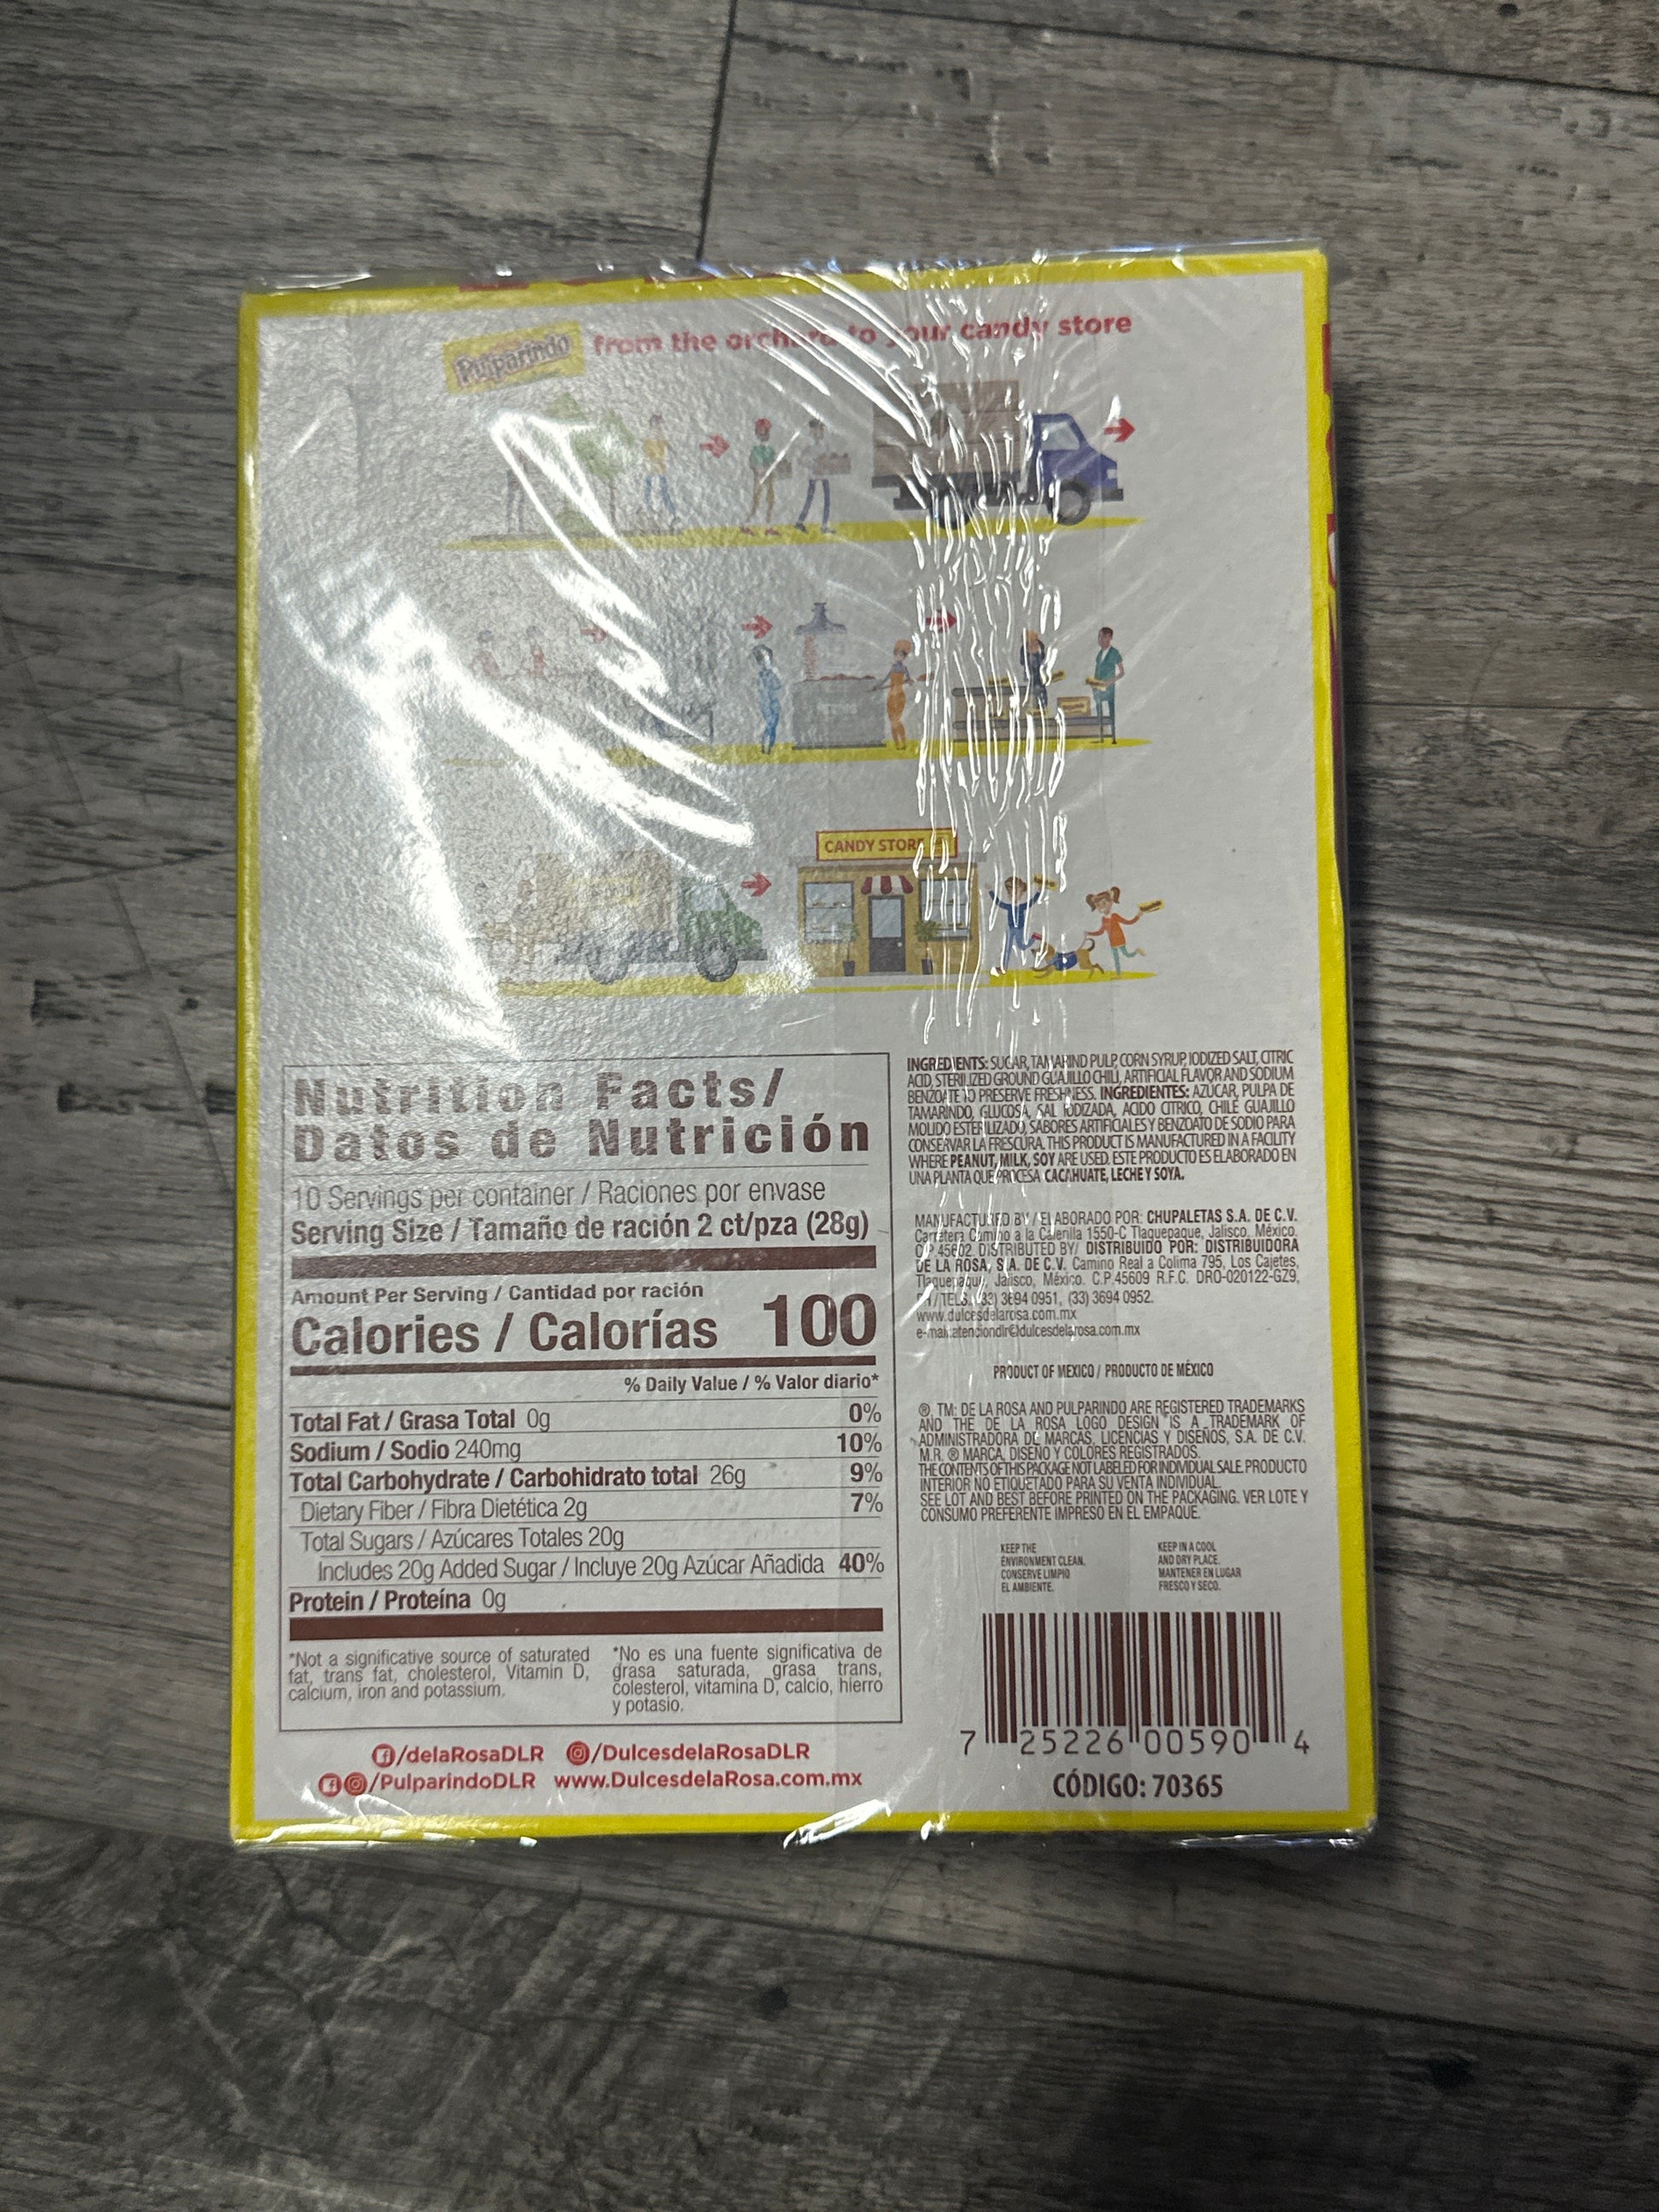 Pulparindo from the orchard to your candy store
CANDY STORE
Nutrition Facts/
Datos de Nutrición
10 Servings per container / Raciones por envase
Serving Size / Tamaño de ración 2 ct/pza (28g)
Amount Per Serving / Cantidad por ración
Calories / Calorías 100
% Daily Value / % Valor diario*
Total Fat / Grasa Total 0g 0%
Sodium / Sodio 240mg 10%
Total Carbohydrate / Carbohidrato total 26g 9%
Dietary Fiber / Fibra Dietética 2g 7%
Total Sugars / Azúcares Totales 20g
Includes 20g Added Sugar / Incluye 20g Azúcar Añadida 40%
Protein / Proteína 0g
*Not a significative source of saturated
fat, trans fat, cholesterol, Vitamin D,
calcium, iron and potassium.
*No es una fuente significativa de
grasa saturada, grasa trans,
colesterol, vitamina D, calcio, hierro
y potasio.
/delaRosaDLR /DulcesdelaRosaDLR
/PulparindoDLR www.DulcesdelaRosa.com.mx
INGREDIENTS: SUGAR, TAMARIND PULP, CORN SYRUP, IODIZED SALT, CITRIC
ACID, STERILIZED GROUND GUAJILLO CHILI, ARTIFICIAL FLAVOR AND SODIUM
BENZOATE TO PRESERVE FRESHNESS. INGREDIENTES: AZÚCAR, PULPA DE
TAMARINDO, GLUCOSA, SAL IODIZADA, ACIDO CITRICO, CHILE GUAJILLO
MOLIDO ESTERILIZADO, SABORES ARTIFICIALES Y BENZOATO DE SODIO PARA
CONSERVAR LA FRESCURA. THIS PRODUCT IS MANUFACTURED IN A FACILITY
WHERE PEANUT, MILK, SOY ARE USED. ESTE PRODUCTO ES ELABORADO EN
UNA PLANTA QUE PROCESA CACAHUATE, LECHE Y SOYA.
MANUFACTURED BY / ELABORADO POR: CHUPALETAS S.A. DE C.V.
Carretera Camino a la Calerilla 1550-C Tlaquepaque, Jalisco, México.
C.P. 45602. DISTRIBUTED BY/ DISTRIBUIDO POR: DISTRIBUIDORA
DE LA ROSA, S.A. DE C.V. Camino Real a Colima 795, Los Cajetes,
Tlaquepaque, Jalisco, México. C.P.45609 R.F.C. DRO-020122-GZ9,
/TELS. (33) 3694 0951, (33) 3694 0952.
www.dulcesdelarosa.com.mx
e-mail:atenciondlr@dulcesdelarosa.com.mx
PRODUCT OF MEXICO / PRODUCTO DE MÉXICO
®, TM: DE LA ROSA AND PULPARINDO ARE REGISTERED TRADEMARKS
AND THE DE LA ROSA LOGO DESIGN IS A TRADEMARK OF
ADMINISTRADORA DE MARCAS, LICENCIAS Y DISEÑOS, S.A. DE C.V.
M.R. ® MARCA, DISEÑO Y COLORES REGISTRADOS.
THE CONTENTS OF THIS PACKAGE NOT LABELED FOR INDIVIDUAL SALE. PRODUCTO
INTERIOR NO ETIQUETADO PARA SU VENTA INDIVIDUAL.
SEE LOT AND BEST BEFORE PRINTED ON THE PACKAGING. VER LOTE Y
CONSUMO PREFERENTE IMPRESO EN EL EMPAQUE.
KEEP THE
ENVIRONMENT CLEAN.
CONSERVE LIMPIO
EL AMBIENTE.
KEEP IN A COOL
AND DRY PLACE.
MANTENER EN LUGAR
FRESCO Y SECO.
7 25226 00590 4
CÓDIGO: 70365